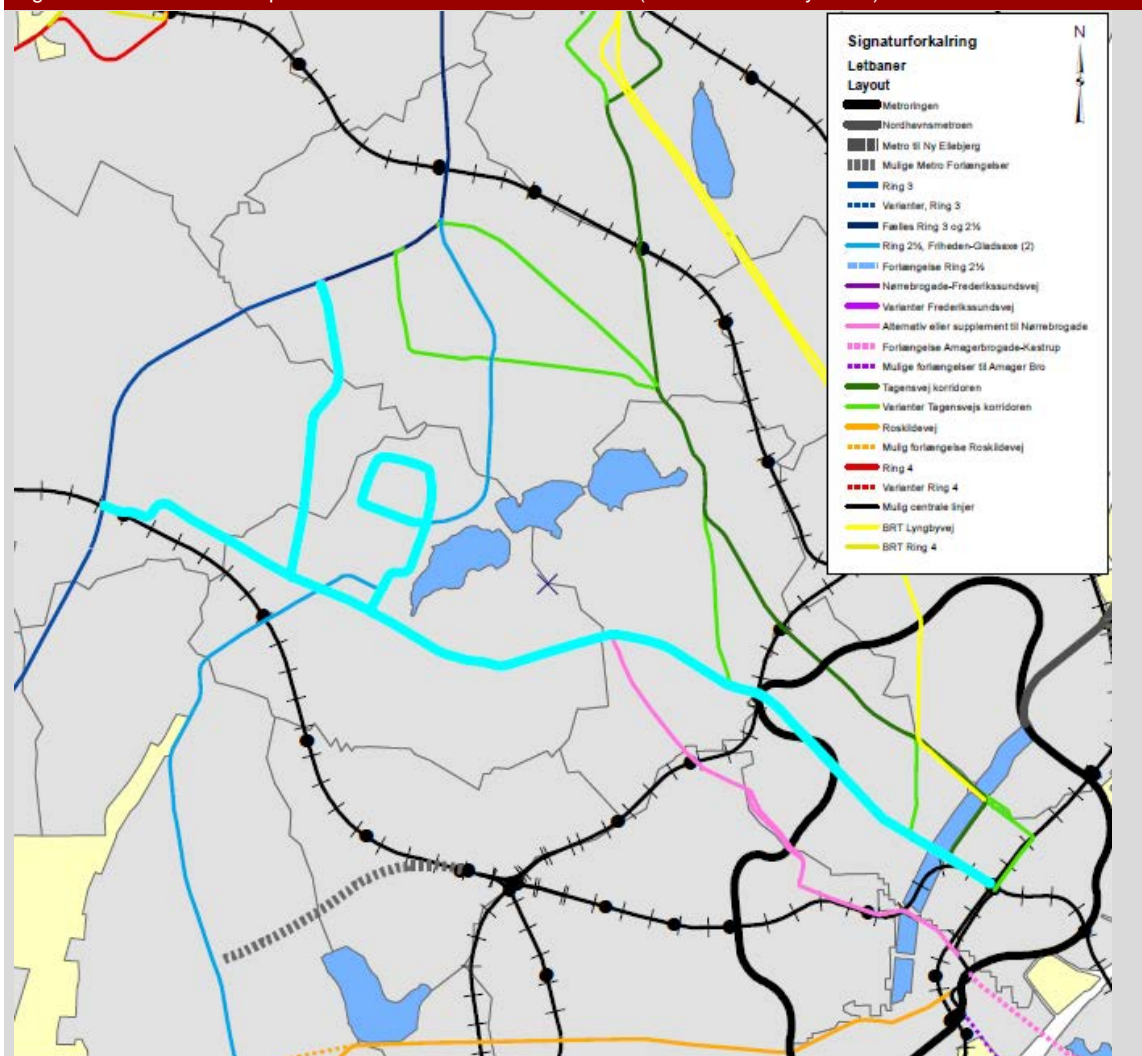 Signaturforkalring
N
Letbaner
Layout
Metroringen
Nordhavnsmetroen
Metro til Ny Ellebjerg
Mulige Metro Forlængelser
Ring 3
Varianter, Ring 3
Fælles Ring 3 og 2½
Ring 2½, Friheden-Gladsaxe (2)
Forlængelse Ring 2½
Nørrebrogade-Frederikssundsvej
Varianter Frederikssundsvej
Alternativ eller supplement til Nørrebrogade
Forlængelse Amagerbrogade-Kastrup
Mulige forlængelser til Amager Bro
Tagensvej korridoren
Varianter Tagensvejs korridoren
Roskildevej
Mulig forlængelse Roskildevej
Ring 4
Varianter Ring 4
Mulig centrale linjer
BRT Lyngbyvej
BRT Ring 4